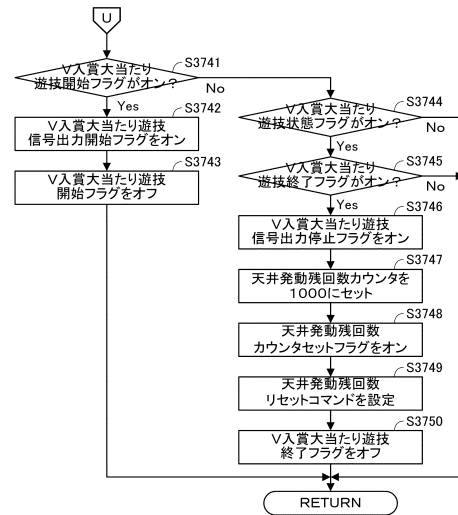 U
V入賞大当たり
遊技開始フラグがオン?
S3741
No
Yes
S3742
V入賞大当たり遊技
信号出力開始フラグをオン
S3743
V入賞大当たり遊技
開始フラグをオフ
V入賞大当たり
遊技状態フラグがオン?
S3744
No
Yes
V入賞大当たり
遊技終了フラグがオン?
S3745
No
Yes
S3746
V入賞大当たり遊技
信号出力停止フラグをオン
S3747
天井発動残回数カウンタを
1000にセット
S3748
天井発動残回数
カウンタセットフラグをオン
S3749
天井発動残回数
リセットコマンドを設定
S3750
V入賞大当たり遊技
終了フラグをオフ
RETURN